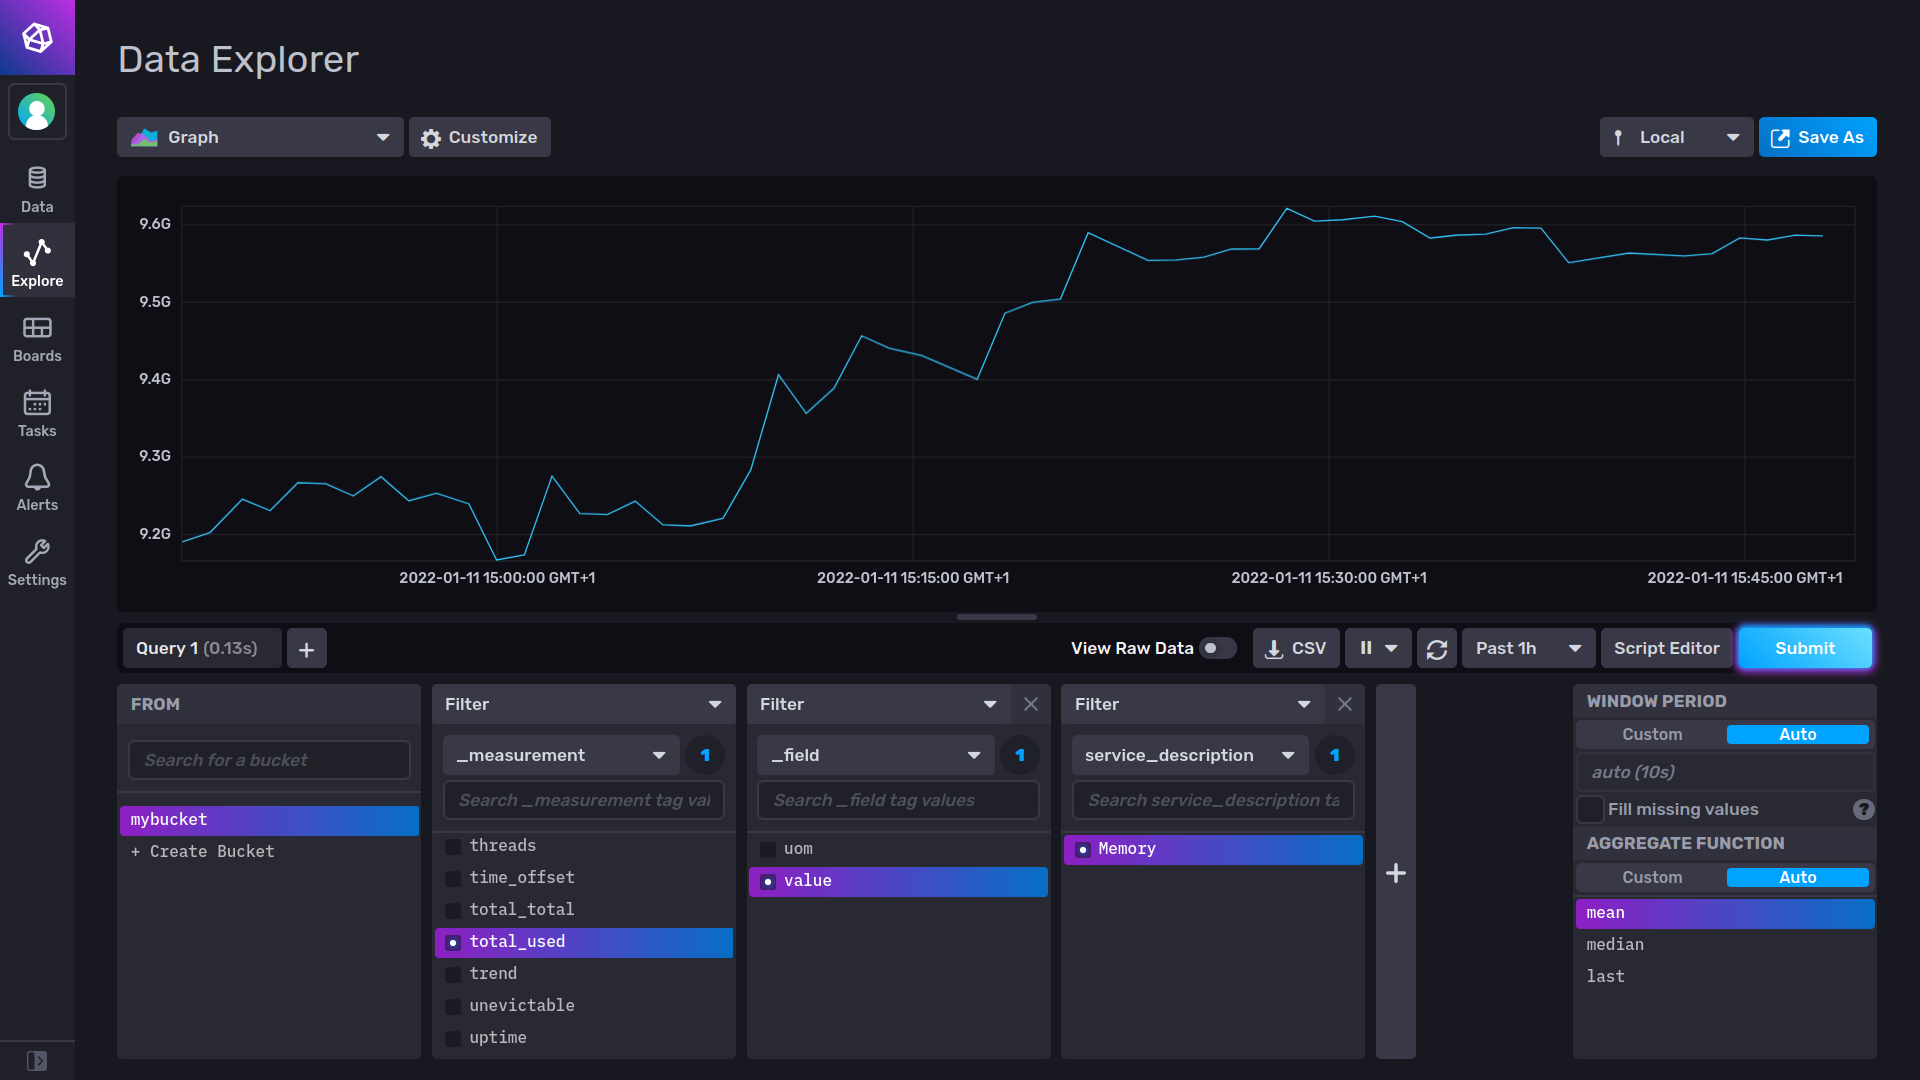 Data Explorer
Graph
Customize
Local
Save As
Data
Explore
Boards
Tasks
Alerts
Settings
9.6G
9.5G
9.4G
9.3G
9.2G
2022-01-11 15:00:00 GMT+1
2022-01-11 15:15:00 GMT+1
2022-01-11 15:30:00 GMT+1
2022-01-11 15:45:00 GMT+1
Query 1 (0.13s)
+
View Raw Data
CSV
Past 1h
Script Editor
Submit
FROM
Search for a bucket
mybucket
+ Create Bucket
Filter
_measurement
1
Search _measurement tag val
threads
time_offset
total_total
total_used
trend
unevictable
uptime
Filter
_field
1
Search _field tag values
uom
value
Filter
service_description
1
Search service_description ta
Memory
+
WINDOW PERIOD
Custom
Auto
auto (10s)
Fill missing values
?
AGGREGATE FUNCTION
Custom
Auto
mean
median
last